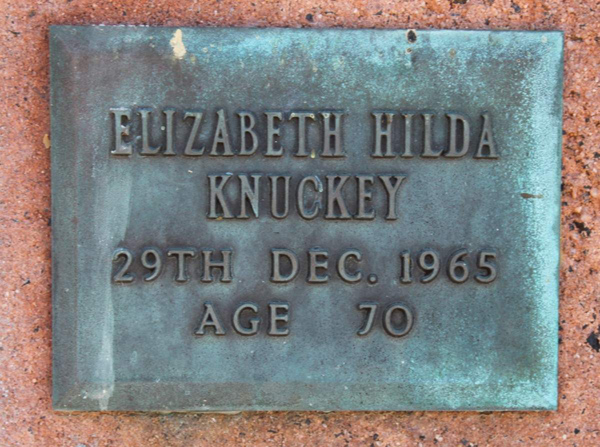 ELIZABETH HILDA
KNUCKEY
29TH DEC. 1965
AGE 70